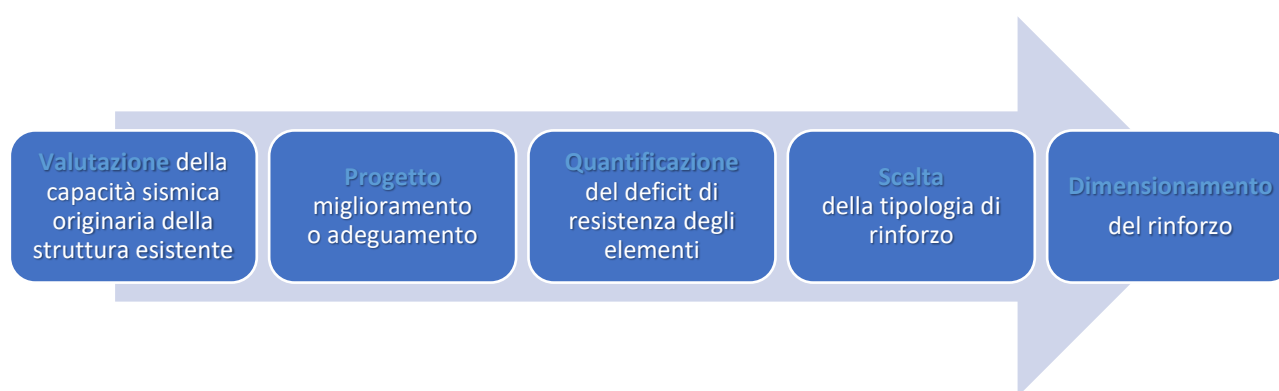 Valutazione della
capacità sismica
originaria della
struttura esistente
Progetto
miglioramento
o adeguamento
Quantificazione
del deficit di
resistenza degli
elementi
Scelta
della tipologia di
rinforzo
Dimensionamento
del rinforzo